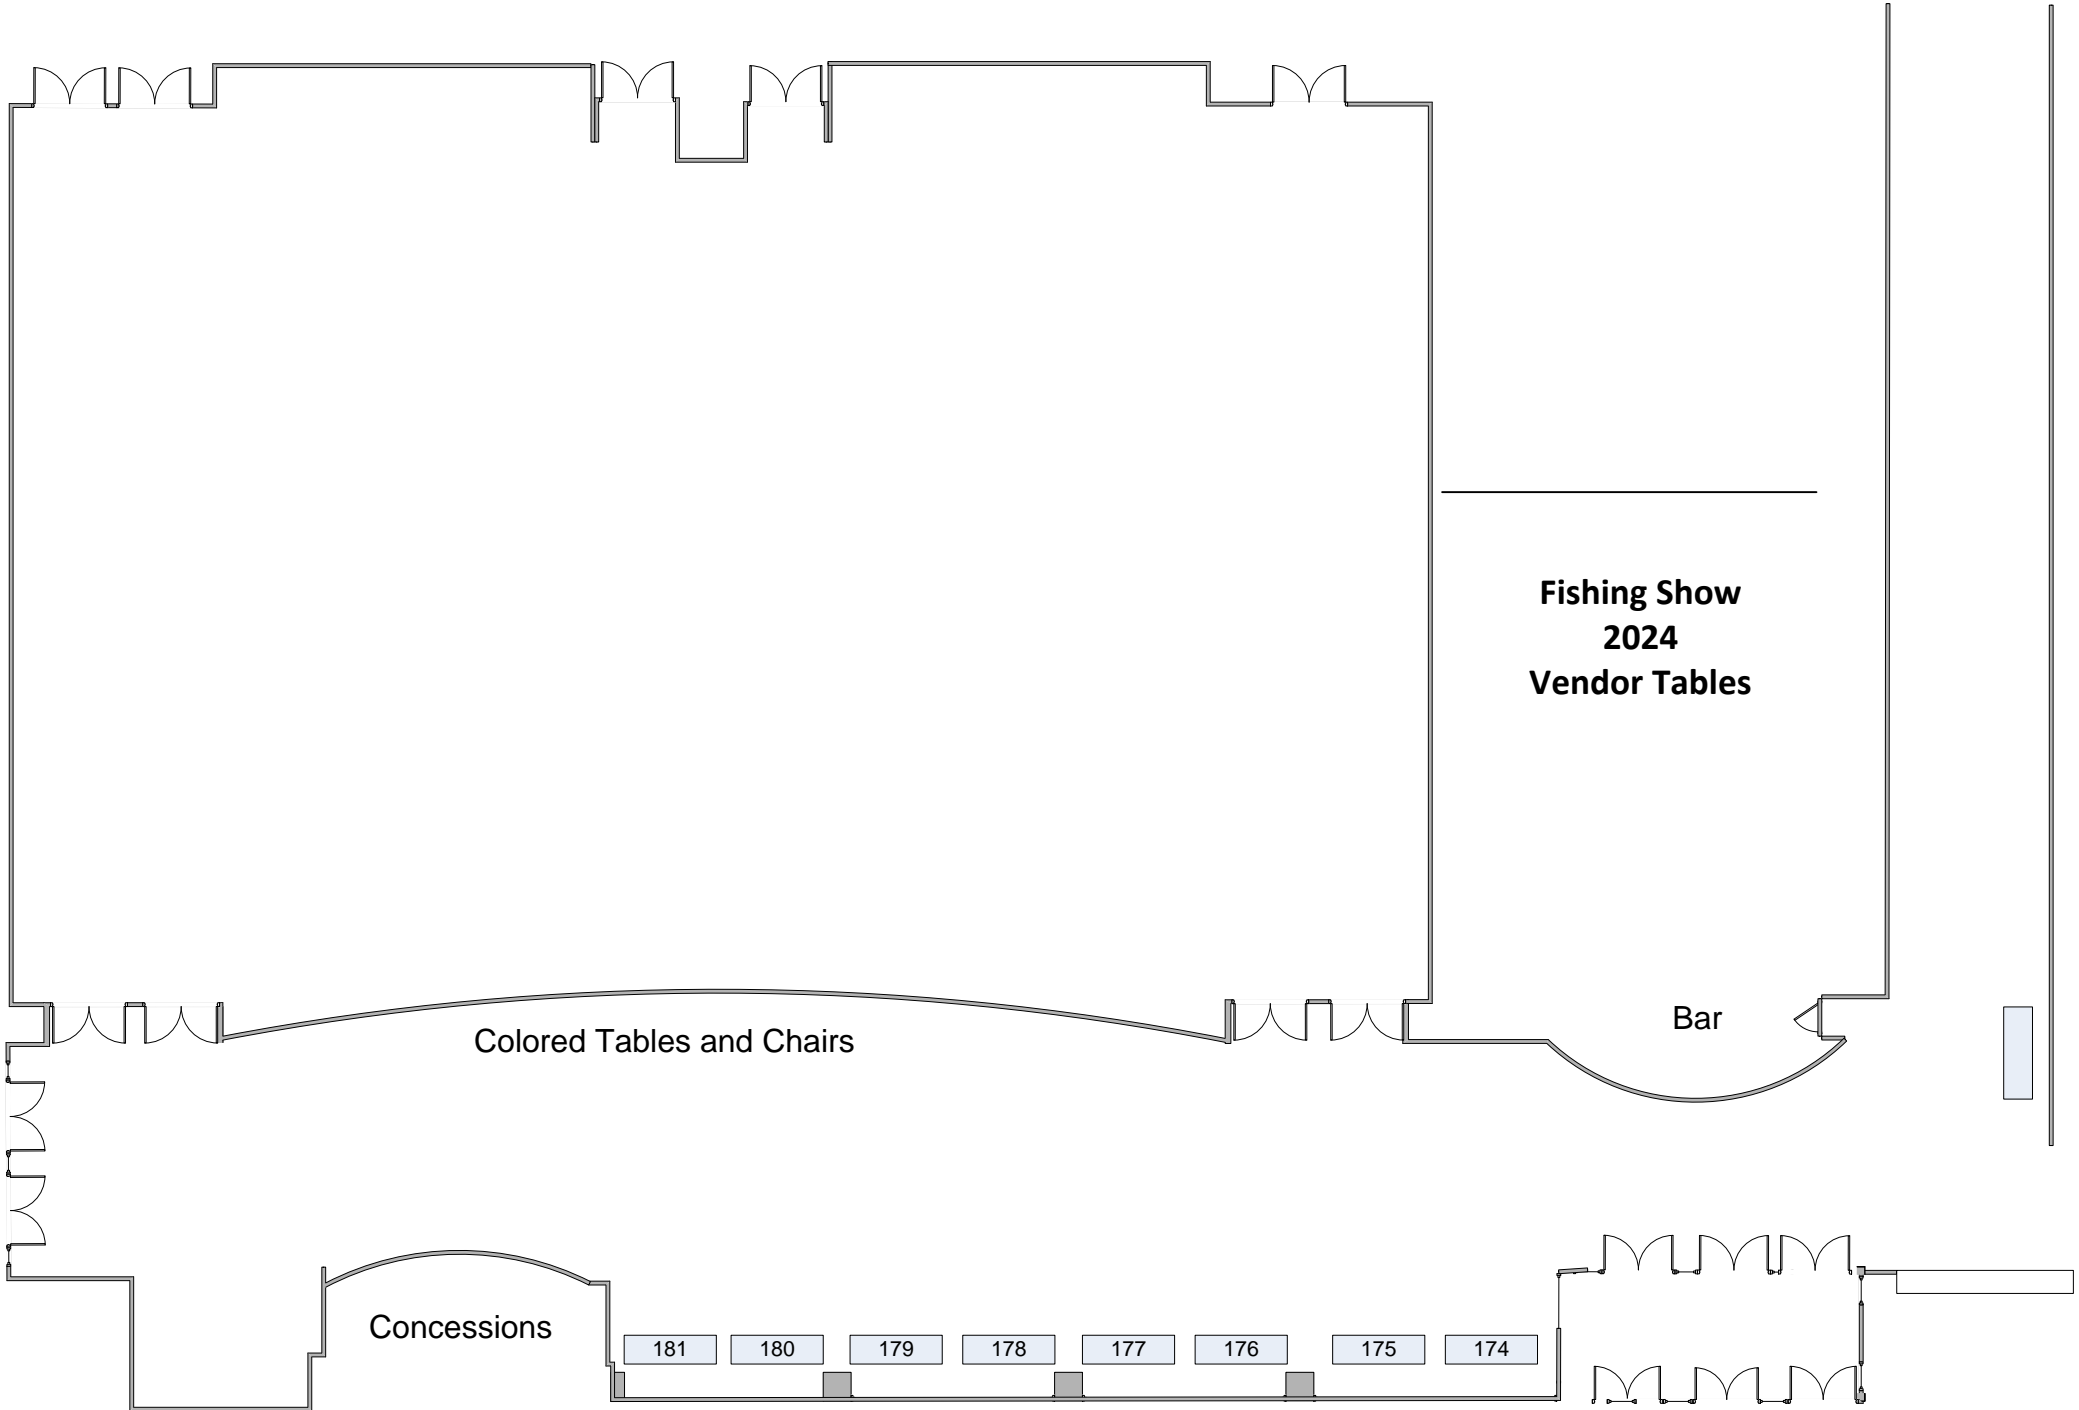 Fishing Show
2024
Vendor Tables
Bar
Colored Tables and Chairs
Concessions
181 180 179 178 177 176 175 174